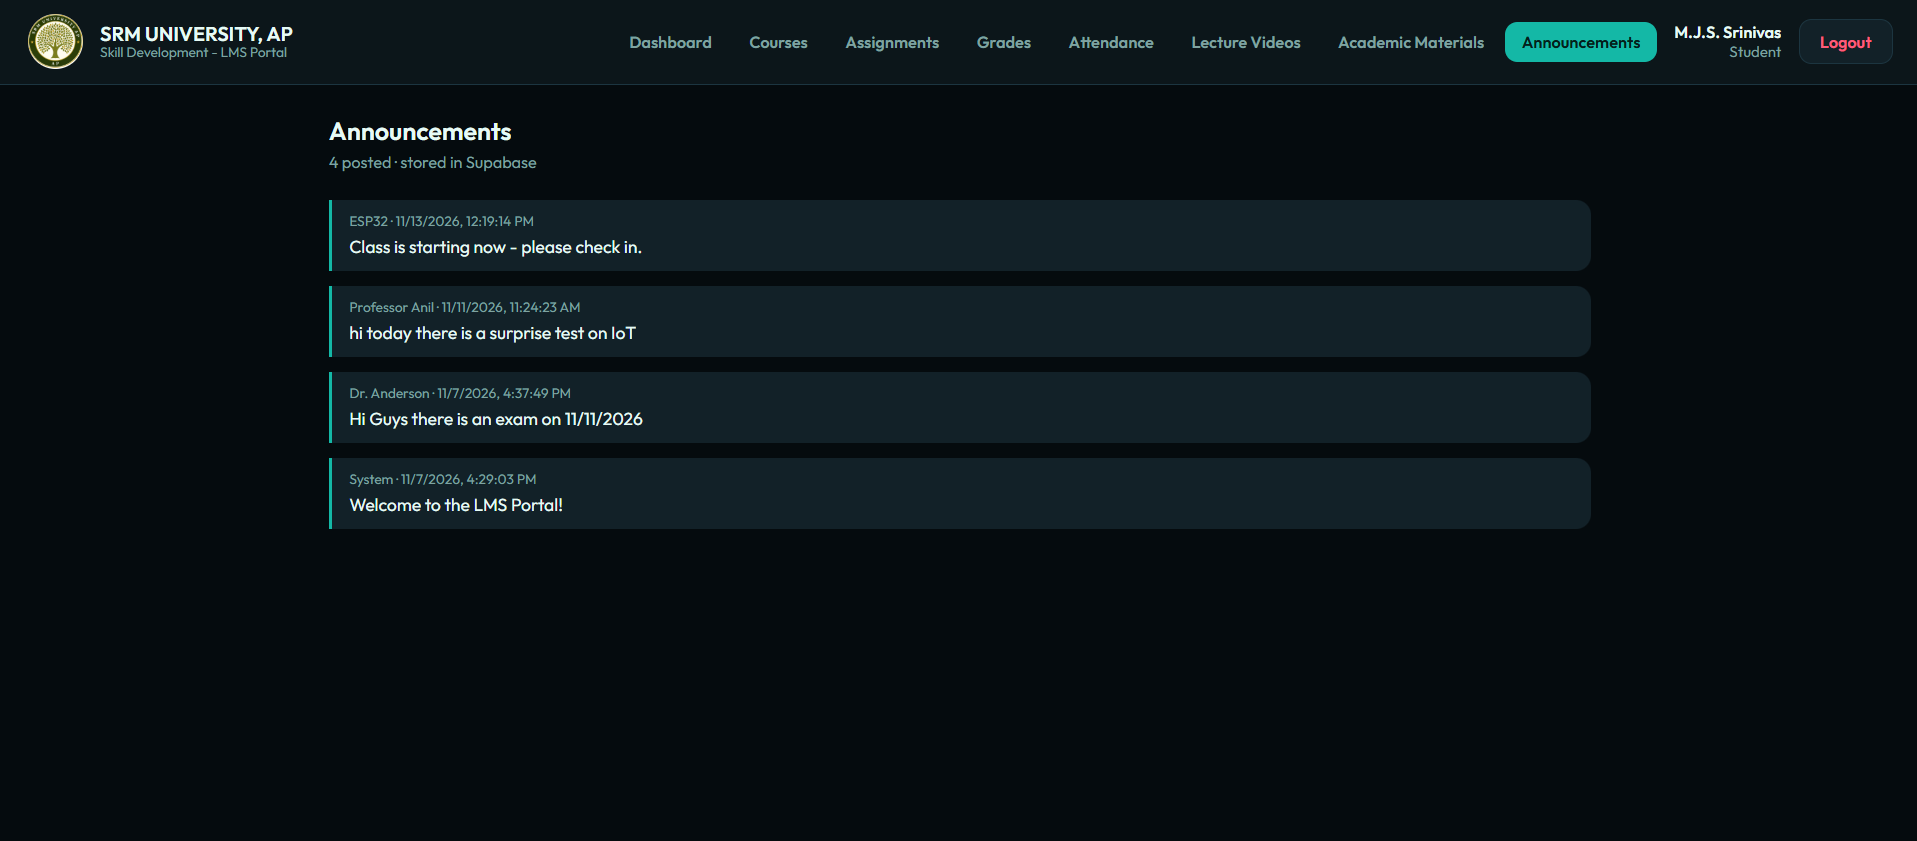 SRM UNIVERSITY, AP
Skill Development - LMS Portal
Dashboard
Courses
Assignments
Grades
Attendance
Lecture Videos
Academic Materials
Announcements
M.J.S. Srinivas
Student
Logout
Announcements
4 posted · stored in Supabase
ESP32 · 11/13/2026, 12:19:14 PM
Class is starting now - please check in.
Professor Anil · 11/11/2026, 11:24:23 AM
hi today there is a surprise test on IoT
Dr. Anderson · 11/7/2026, 4:37:49 PM
Hi Guys there is an exam on 11/11/2026
System · 11/7/2026, 4:29:03 PM
Welcome to the LMS Portal!